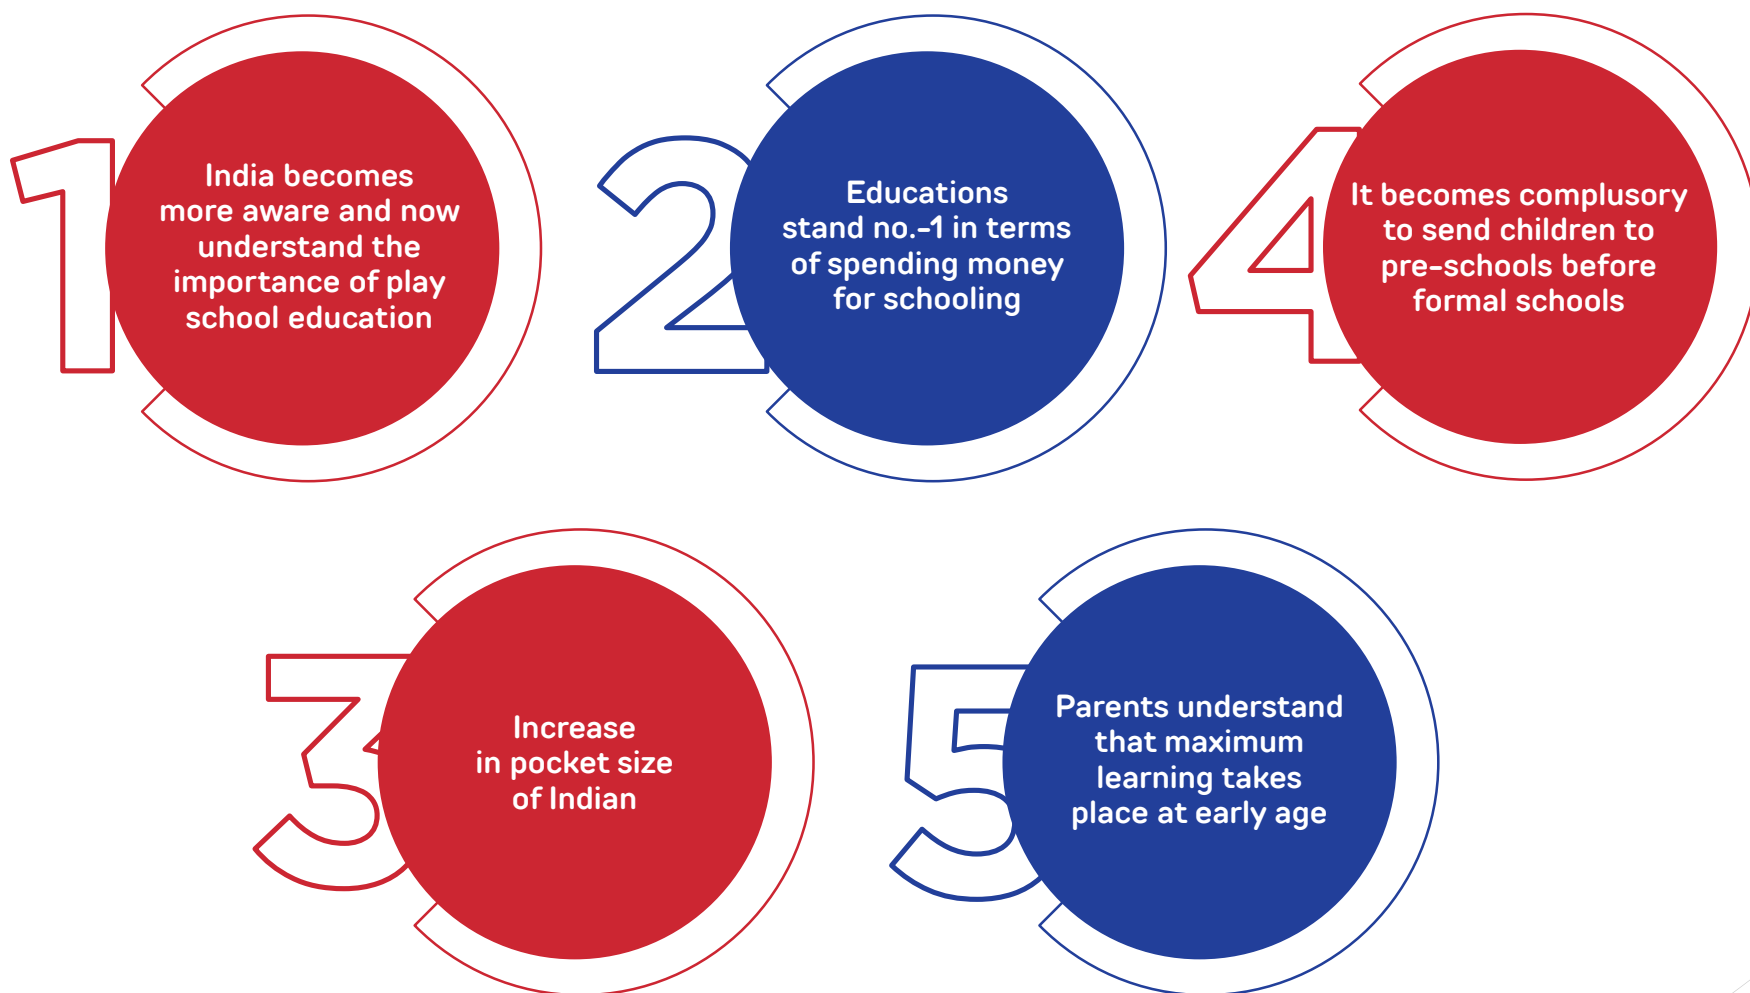 1
India becomes
more aware and now
understand the
importance of play
school education
2
Educations
stand no.-1 in terms
of spending money
for schooling
4
It becomes complusory
to send children to
pre-schools before
formal schools
3
Increase
in pocket size
of Indian
5
Parents understand
that maximum
learning takes
place at early age